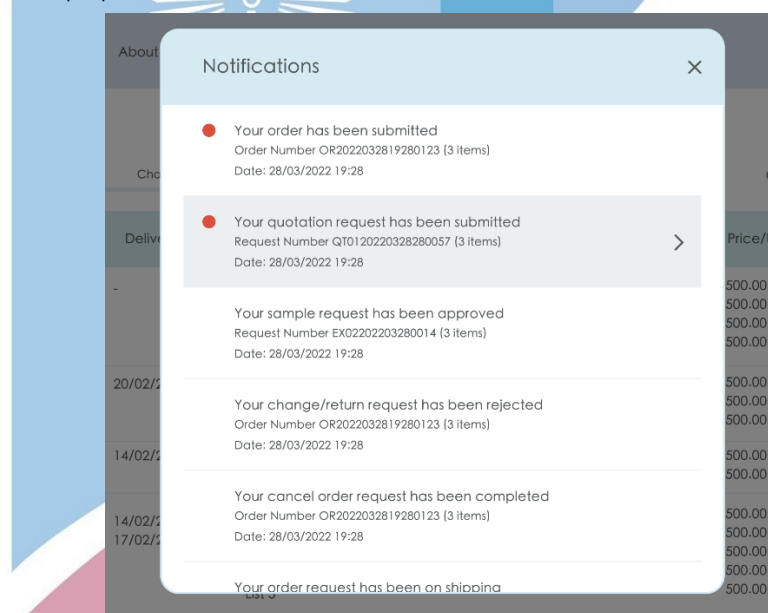 About
Notifications
Your order has been submitted
Order Number OR2022032819280123 (3 items)
Date: 28/03/2022 19:28
Your quotation request has been submitted
Request Number QT0120220328280057 (3 items)
Date: 28/03/2022 19:28
Your sample request has been approved
Request Number EX02202203280014 (3 items)
Date: 28/03/2022 19:28
Your change/return request has been rejected
Order Number OR2022032819280123 (3 items)
Date: 28/03/2022 19:28
Your cancel order request has been completed
Order Number OR2022032819280123 (3 items)
Date: 28/03/2022 19:28
Your order request has been on shipping
Price/
-
20/02/2
14/02/2
14/02/2
17/02/2
500.00
500.00
500.00
500.00
500.00
500.00
500.00
500.00
500.00
500.00
500.00
500.00
500.00
500.00